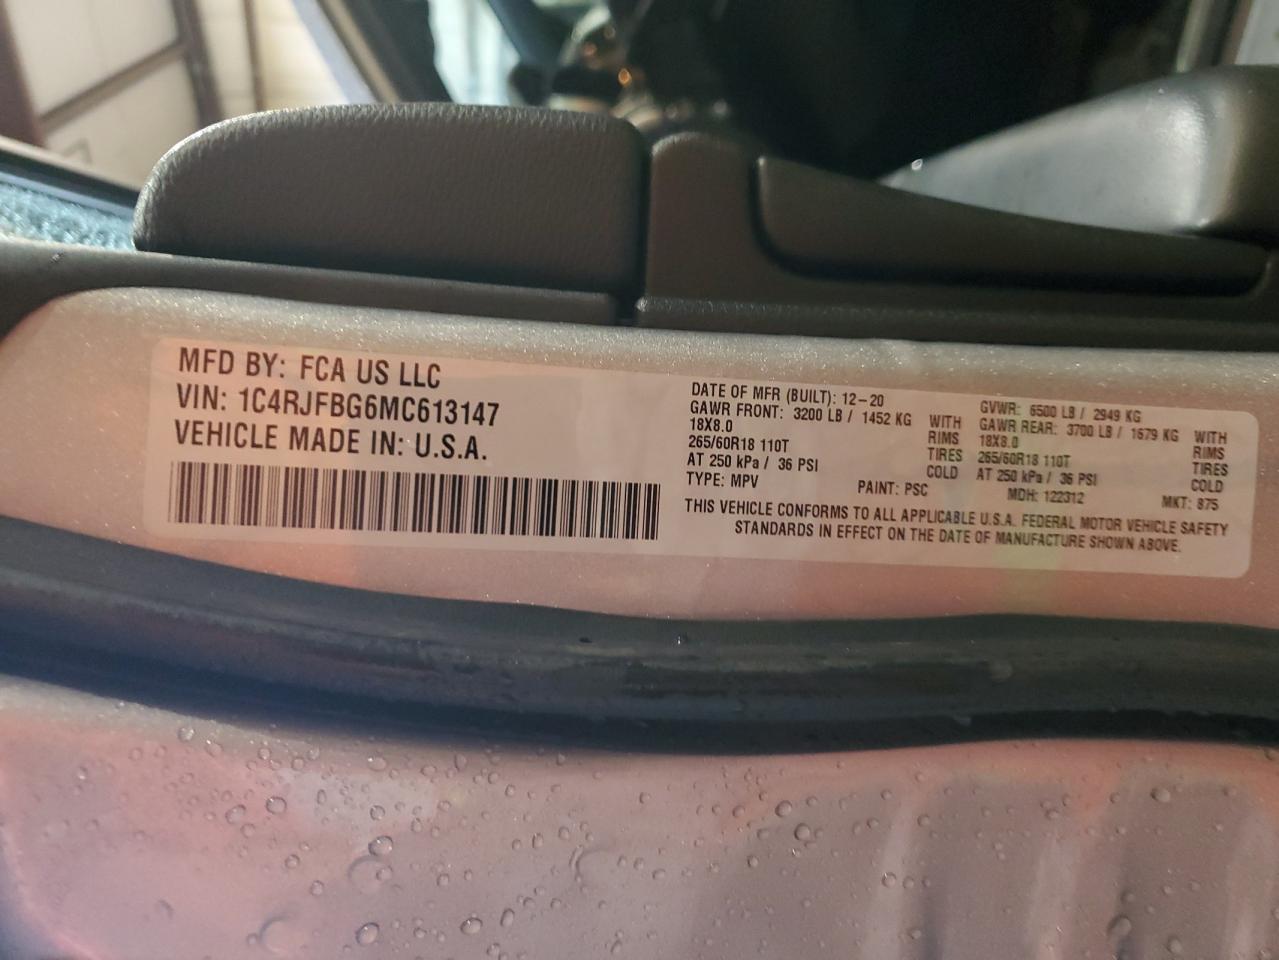 MFD BY: FCA US LLC
VIN: 1C4RJFBG6MC613147
VEHICLE MADE IN: U.S.A.
DATE OF MFR (BUILT): 12-20
GAWR FRONT: 3200 LB / 1452 KG WITH
18X8.0 RIMS
265/60R18 110T TIRES
AT 250 kPa / 36 PSI COLD
GVWR: 6500 LB / 2949 KG
GAWR REAR: 3700 LB / 1679 KG WITH
18X8.0 RIMS
265/60R18 110T TIRES
AT 250 kPa / 36 PSI COLD
TYPE: MPV PAINT: PSC MDH: 122312 MKT: 875
THIS VEHICLE CONFORMS TO ALL APPLICABLE U.S.A. FEDERAL MOTOR VEHICLE SAFETY
STANDARDS IN EFFECT ON THE DATE OF MANUFACTURE SHOWN ABOVE.